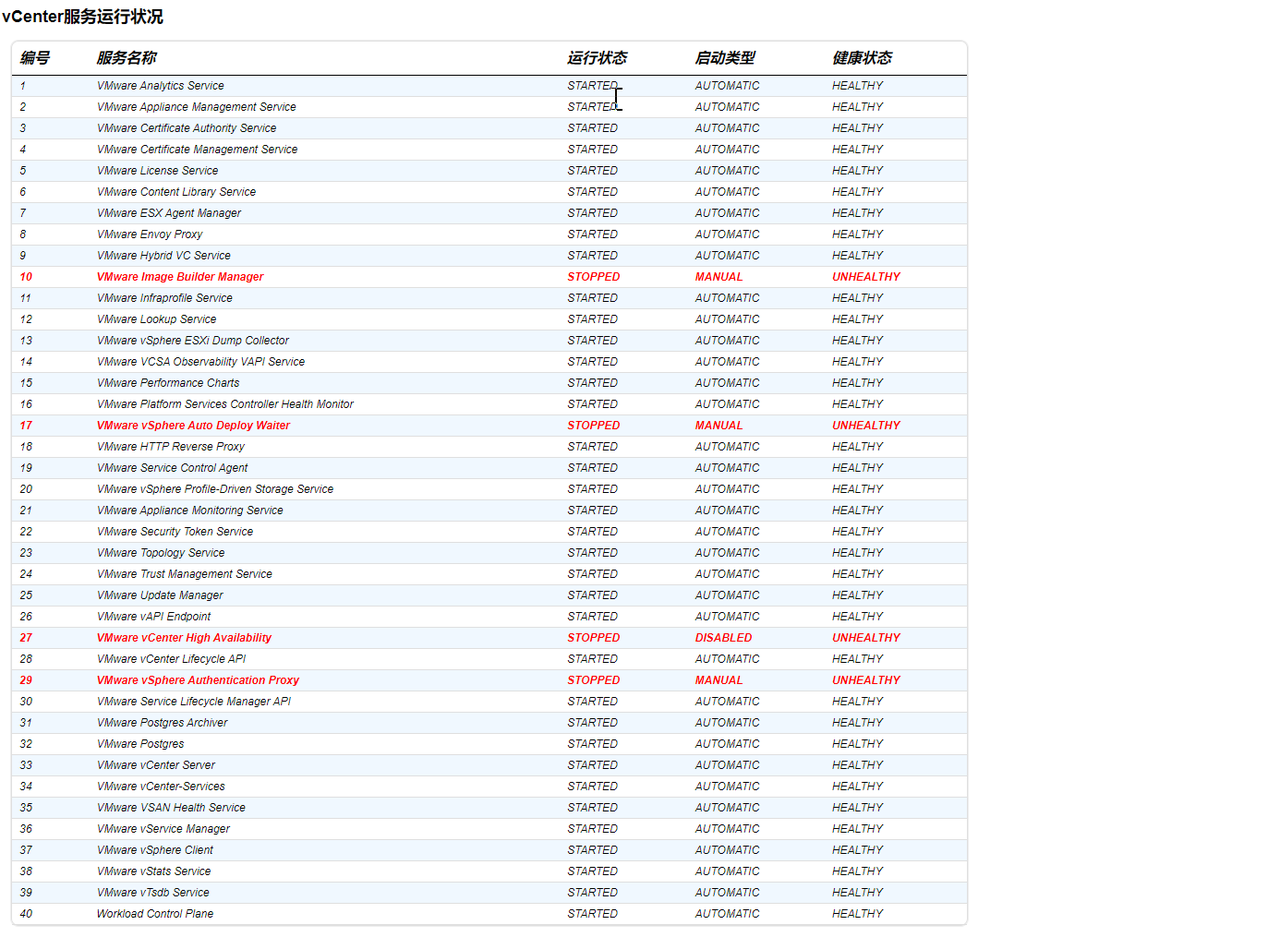 vCenter服务运行状况
编号 服务名称 运行状态 启动类型 健康状态
1 VMware Analytics Service STARTED AUTOMATIC HEALTHY
2 VMware Appliance Management Service STARTED AUTOMATIC HEALTHY
3 VMware Certificate Authority Service STARTED AUTOMATIC HEALTHY
4 VMware Certificate Management Service STARTED AUTOMATIC HEALTHY
5 VMware License Service STARTED AUTOMATIC HEALTHY
6 VMware Content Library Service STARTED AUTOMATIC HEALTHY
7 VMware ESX Agent Manager STARTED AUTOMATIC HEALTHY
8 VMware Envoy Proxy STARTED AUTOMATIC HEALTHY
9 VMware Hybrid VC Service STARTED AUTOMATIC HEALTHY
10 VMware Image Builder Manager STOPPED MANUAL UNHEALTHY
11 VMware Infraprofile Service STARTED AUTOMATIC HEALTHY
12 VMware Lookup Service STARTED AUTOMATIC HEALTHY
13 VMware vSphere ESXi Dump Collector STARTED AUTOMATIC HEALTHY
14 VMware VCSA Observability VAPI Service STARTED AUTOMATIC HEALTHY
15 VMware Performance Charts STARTED AUTOMATIC HEALTHY
16 VMware Platform Services Controller Health Monitor STARTED AUTOMATIC HEALTHY
17 VMware vSphere Auto Deploy Waiter STOPPED MANUAL UNHEALTHY
18 VMware HTTP Reverse Proxy STARTED AUTOMATIC HEALTHY
19 VMware Service Control Agent STARTED AUTOMATIC HEALTHY
20 VMware vSphere Profile-Driven Storage Service STARTED AUTOMATIC HEALTHY
21 VMware Appliance Monitoring Service STARTED AUTOMATIC HEALTHY
22 VMware Security Token Service STARTED AUTOMATIC HEALTHY
23 VMware Topology Service STARTED AUTOMATIC HEALTHY
24 VMware Trust Management Service STARTED AUTOMATIC HEALTHY
25 VMware Update Manager STARTED AUTOMATIC HEALTHY
26 VMware vAPI Endpoint STARTED AUTOMATIC HEALTHY
27 VMware vCenter High Availability STOPPED DISABLED UNHEALTHY
28 VMware vCenter Lifecycle API STARTED AUTOMATIC HEALTHY
29 VMware vSphere Authentication Proxy STOPPED MANUAL UNHEALTHY
30 VMware Service Lifecycle Manager API STARTED AUTOMATIC HEALTHY
31 VMware Postgres Archiver STARTED AUTOMATIC HEALTHY
32 VMware Postgres STARTED AUTOMATIC HEALTHY
33 VMware vCenter Server STARTED AUTOMATIC HEALTHY
34 VMware vCenter-Services STARTED AUTOMATIC HEALTHY
35 VMware VSAN Health Service STARTED AUTOMATIC HEALTHY
36 VMware vService Manager STARTED AUTOMATIC HEALTHY
37 VMware vSphere Client STARTED AUTOMATIC HEALTHY
38 VMware vStats Service STARTED AUTOMATIC HEALTHY
39 VMware vTsdb Service STARTED AUTOMATIC HEALTHY
40 Workload Control Plane STARTED AUTOMATIC HEALTHY